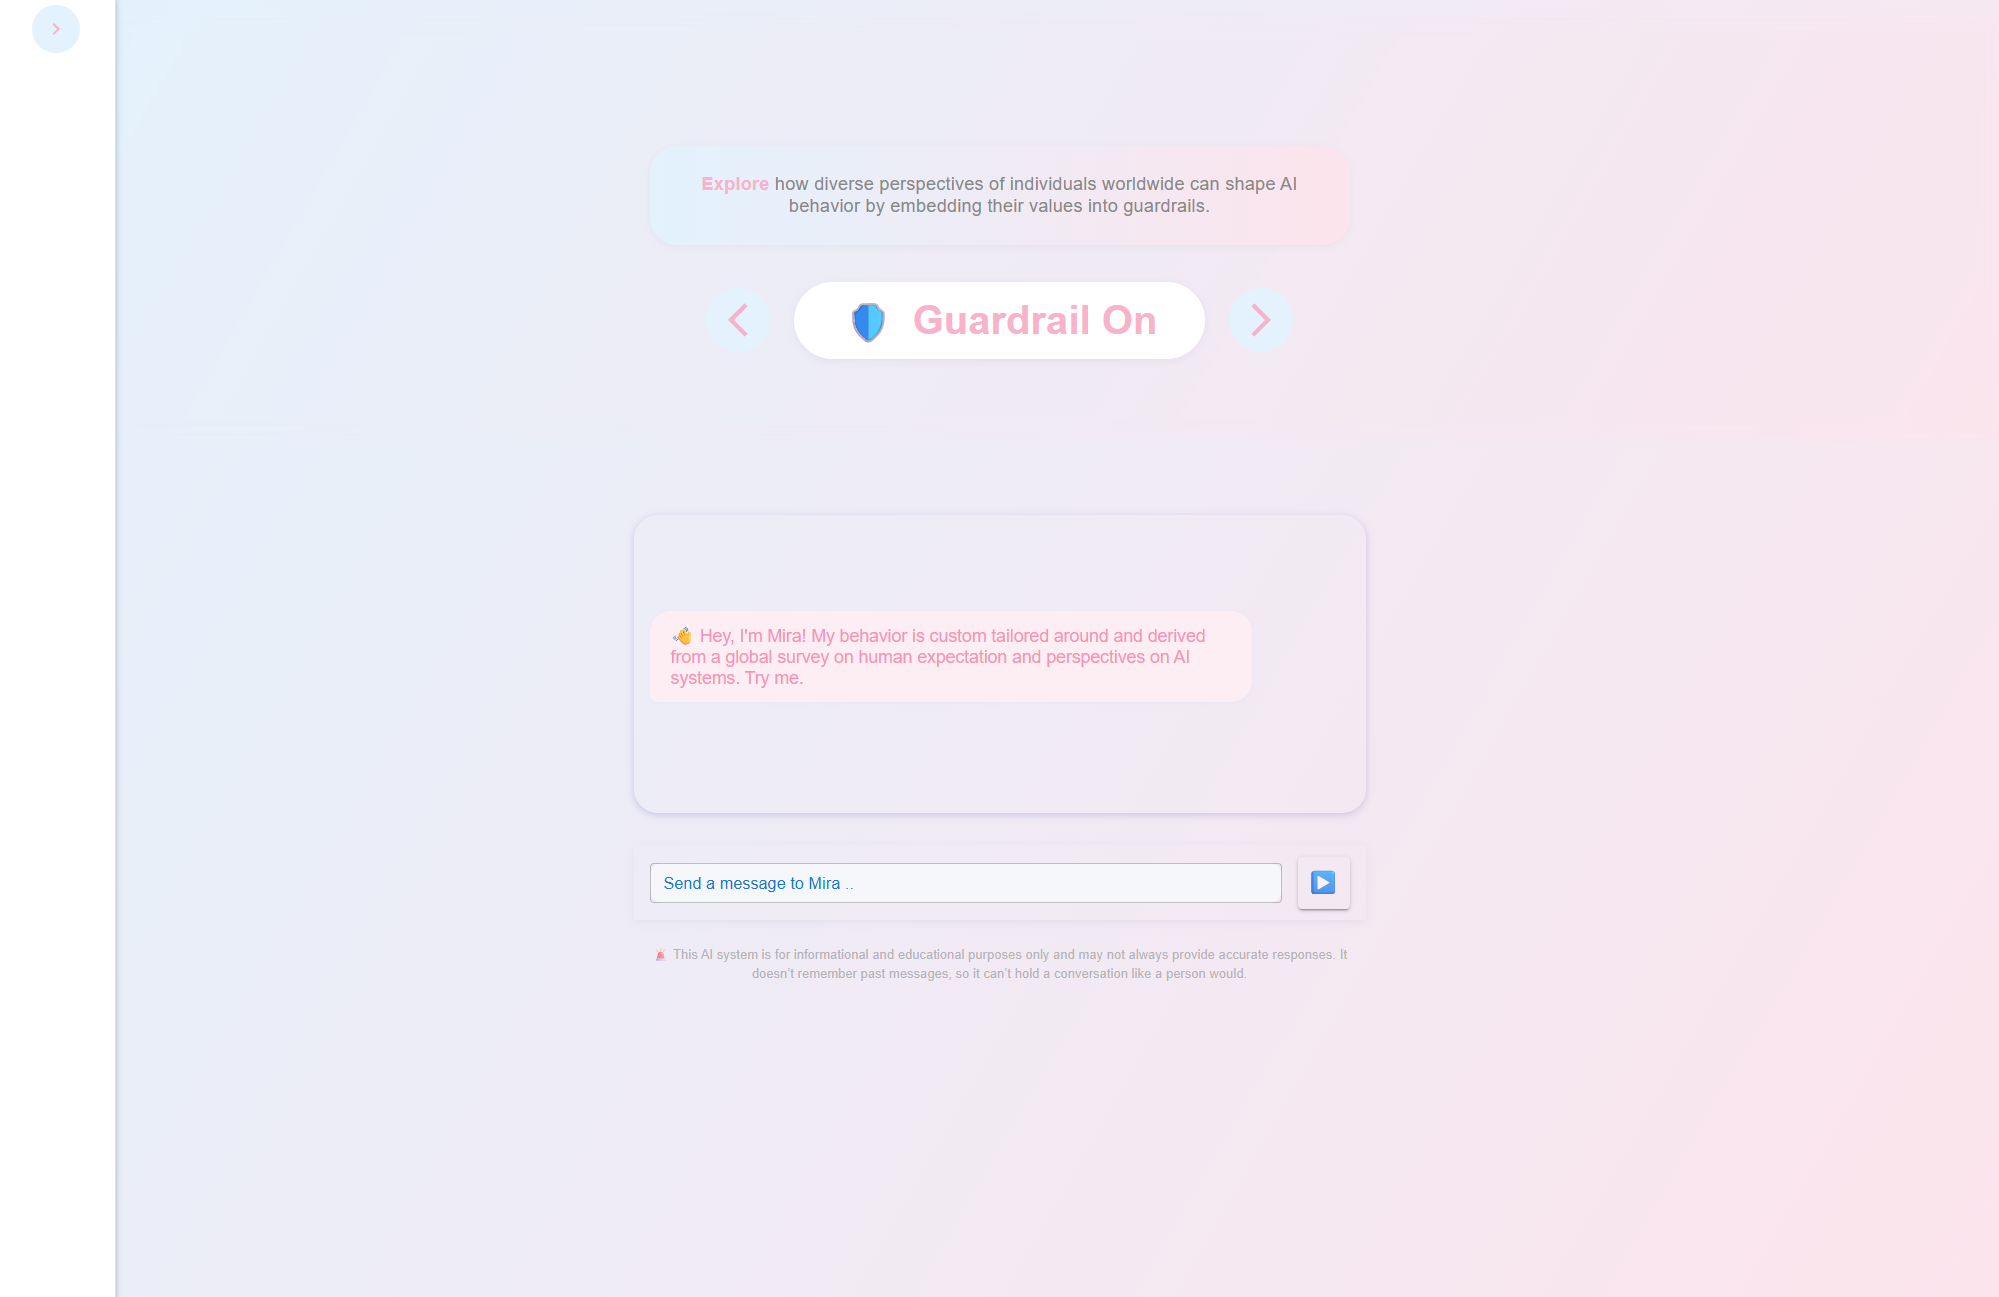 Explore how diverse perspectives of individuals worldwide can shape AI
behavior by embedding their values into guardrails.
Guardrail On
Hey, I'm Mira! My behavior is custom tailored around and derived
from a global survey on human expectation and perspectives on AI
systems. Try me.
Send a message to Mira ..
This AI system is for informational and educational purposes only and may not always provide accurate responses. It
doesn't remember past messages, so it can't hold a conversation like a person would.